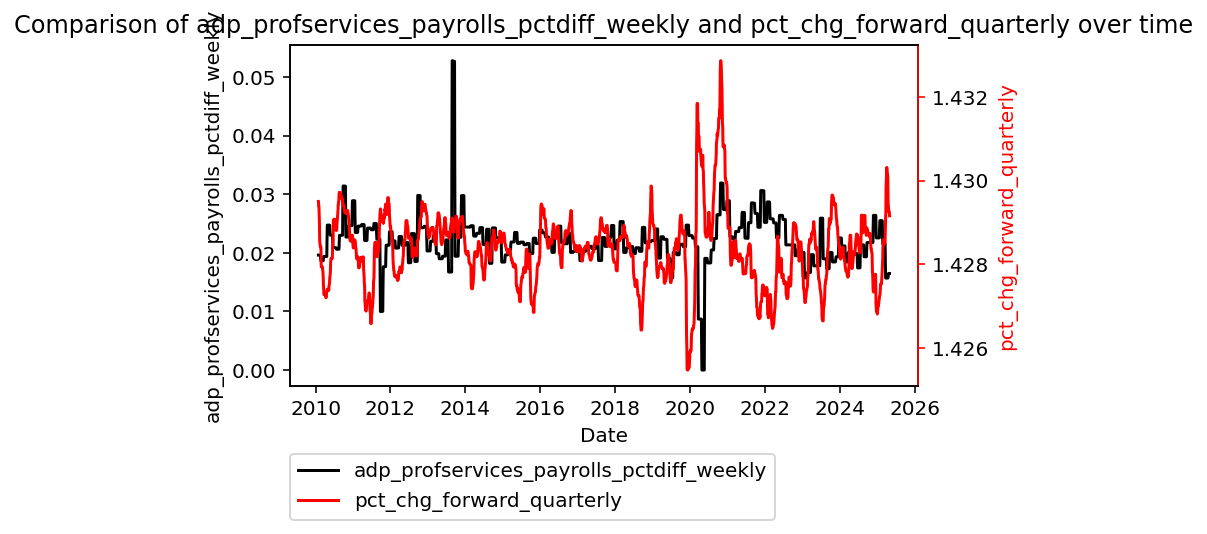 Comparison of adp_profservices_payrolls_pctdiff_weekly and pct_chg_forward_quarterly over time
adp_profservices_payrolls_pctdiff_weekly
0.05
0.04
0.03
0.02
0.01
0.00
1.432
1.430
1.428
1.426
pct_chg_forward_quarterly
2010 2012 2014 2016 2018 2020 2022 2024 2026
Date
adp_profservices_payrolls_pctdiff_weekly
pct_chg_forward_quarterly